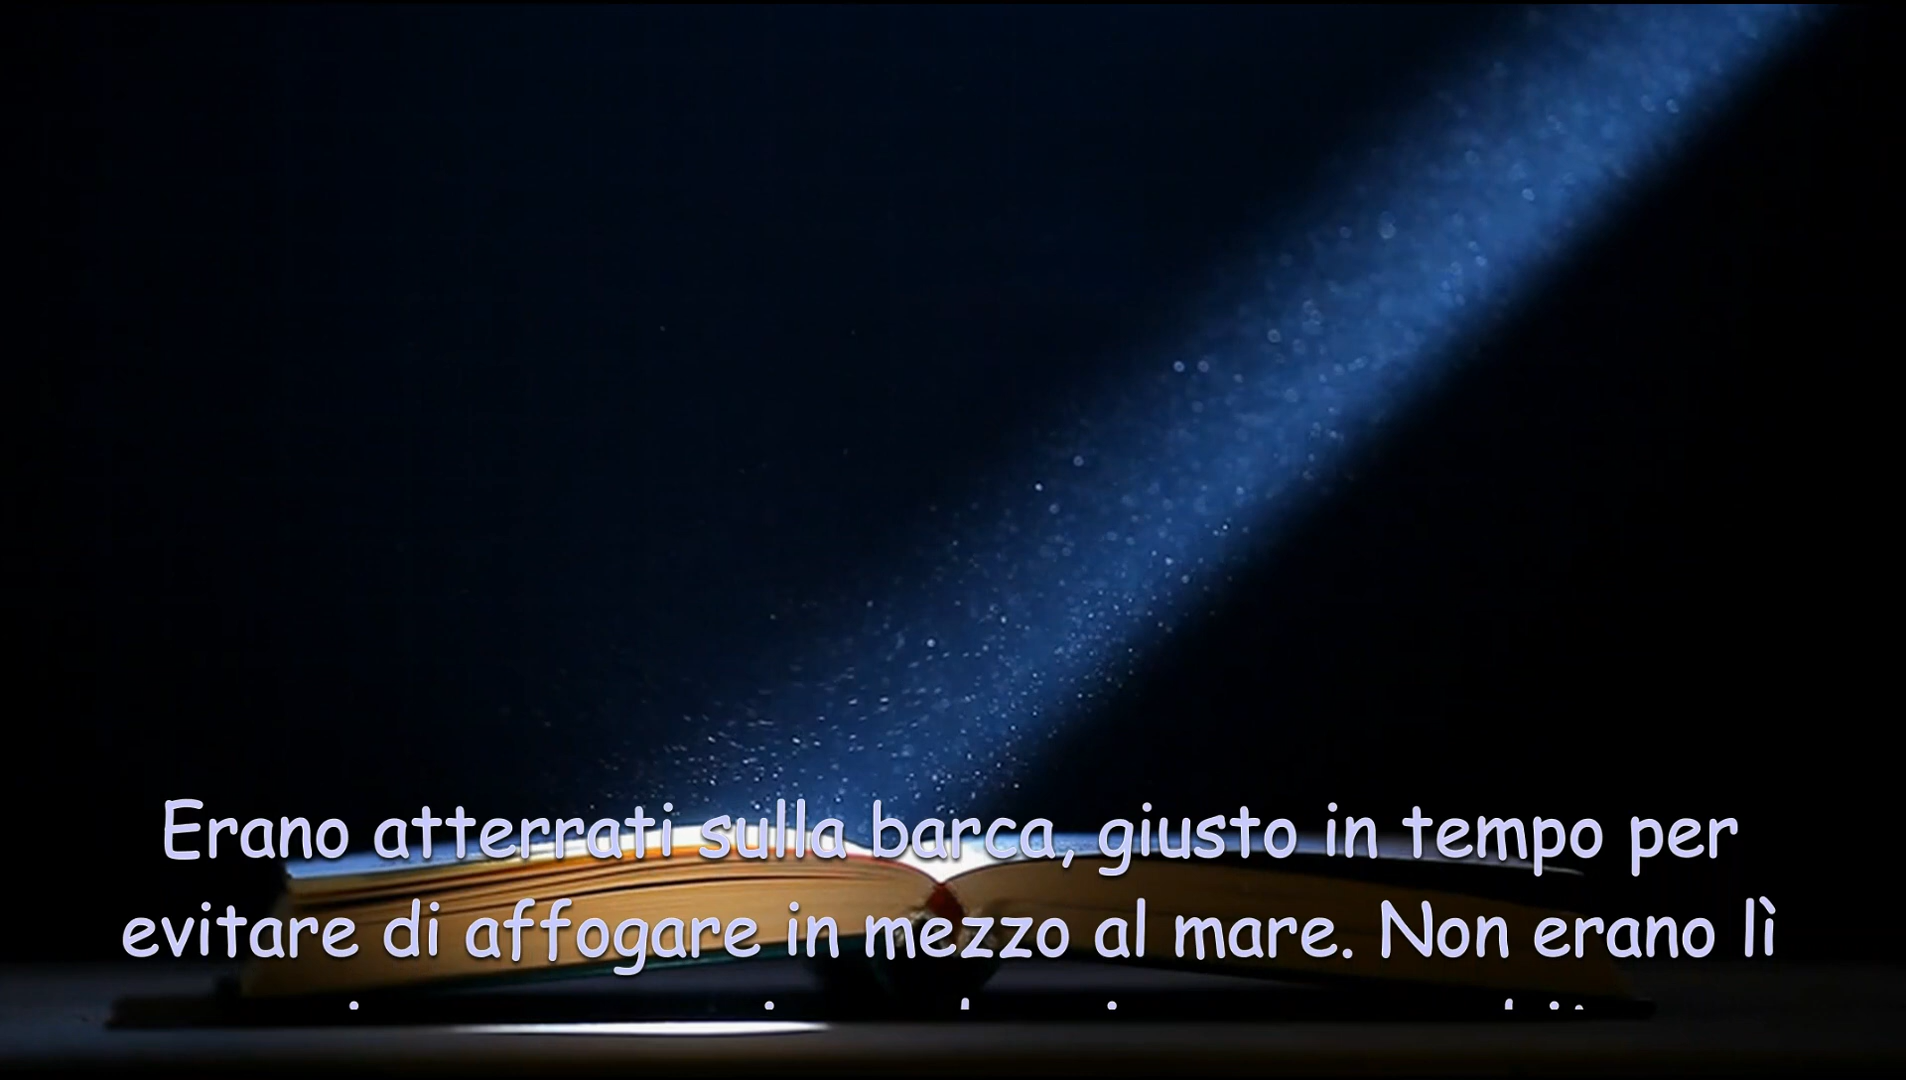 Erano atterrati sulla barca, giusto in tempo per
evitare di affogare in mezzo al mare. Non erano lì